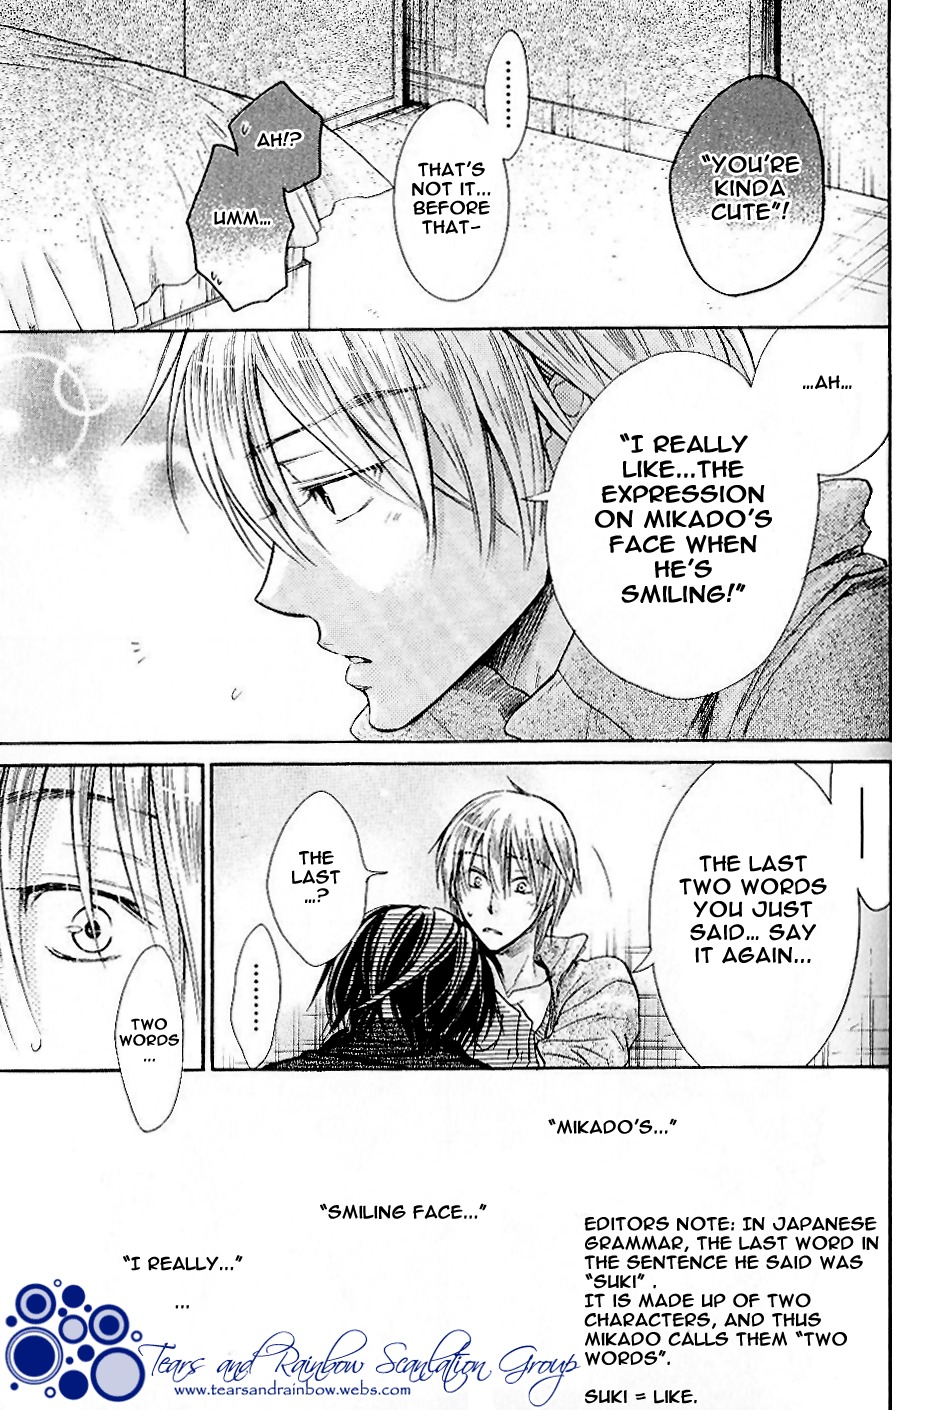 "YOU'RE
KINDA
CUTE"!
........
THAT'S
NOT IT...
BEFORE
THAT-
AH!?
UMM...
...AH...
"I REALLY
LIKE...THE
EXPRESSION
ON MIKADO'S
FACE WHEN
HE'S
SMILING!"
THE LAST
TWO WORDS
YOU JUST
SAID... SAY
IT AGAIN...
THE
LAST
...?
........
TWO
WORDS
...
"MIKADO'S..."
"SMILING FACE..."
"I REALLY..."
...
EDITORS NOTE: IN JAPANESE
GRAMMAR, THE LAST WORD IN
THE SENTENCE HE SAID WAS
"SUKI" .
IT IS MADE UP OF TWO
CHARACTERS, AND THUS
MIKADO CALLS THEM "TWO
WORDS".
SUKI = LIKE.
Tears and Rainbow Scanlation Group
www.tearsandrainbow.webs.com